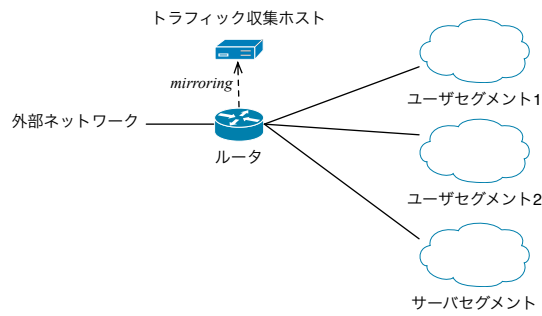 トラフィック収集ホスト
mirroring
外部ネットワーク
ルータ
ユーザセグメント1
ユーザセグメント2
サーバセグメント